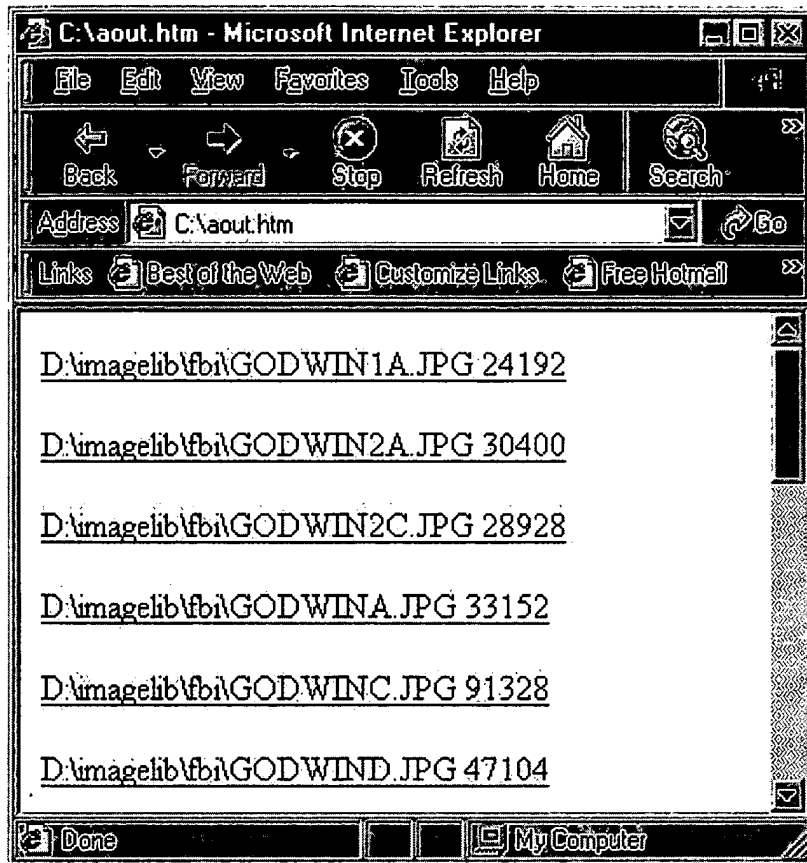 C:\aout.htm - Microsoft Internet Explorer
File Edit View Favorites Tools Help
Back Forward Stop Refresh Home Search
Address C:\aout.htm Go
Links Best of the Web Customize Links Free Hotmail
D:\imagelib\fbi\GODWIN1A.JPG 24192
D:\imagelib\fbi\GODWIN2A.JPG 30400
D:\imagelib\fbi\GODWIN2C.JPG 28928
D:\imagelib\fbi\GODWINA.JPG 33152
D:\imagelib\fbi\GODWINC.JPG 91328
D:\imagelib\fbi\GODWIND.JPG 47104
Done My Computer